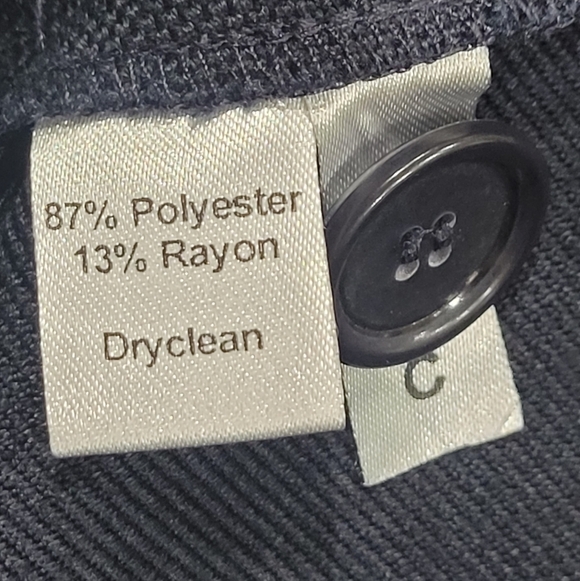 87% Polyester
13% Rayon
Dryclean
C